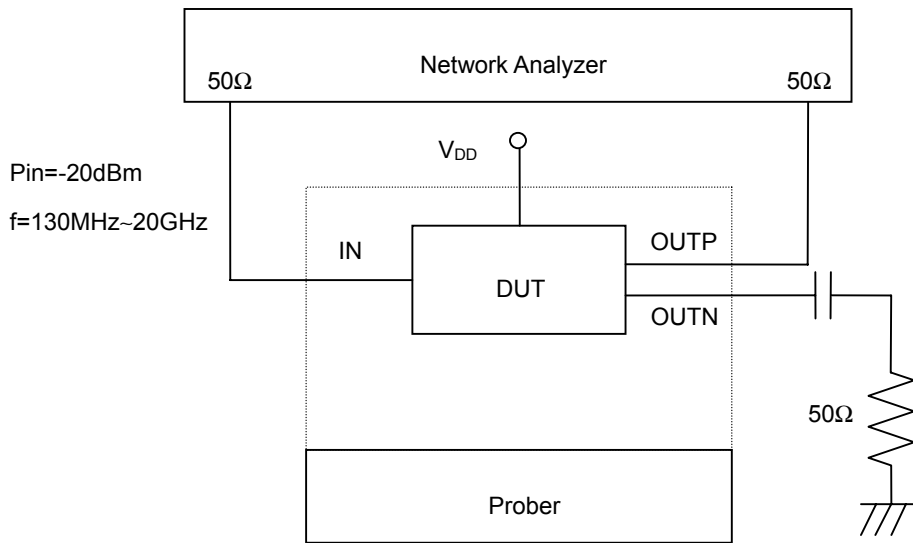 Network Analyzer
50Ω
50Ω
VDD
Pin=-20dBm
f=130MHz~20GHz
IN
OUTP
DUT
OUTN
50Ω
Prober